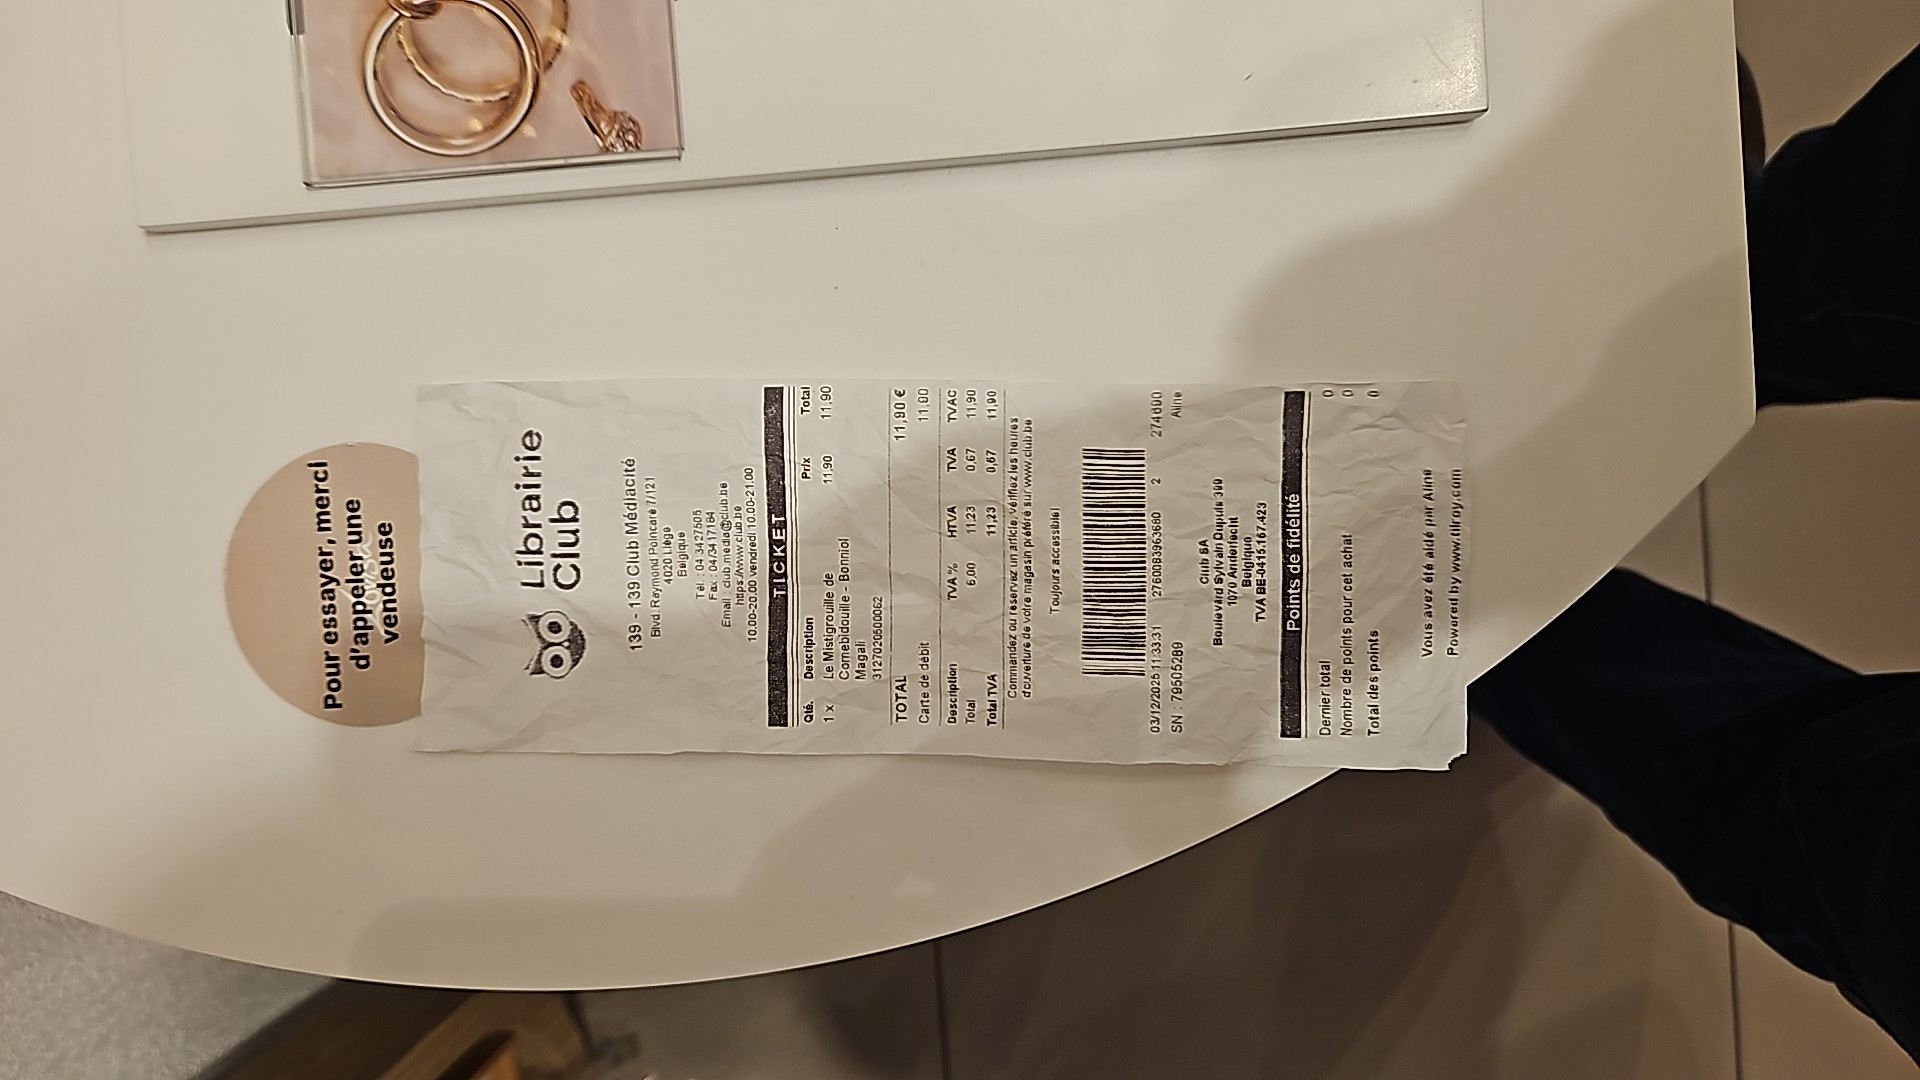 Pour essayer, merci
d'appeler une
vendeuse
Librairie
Club
139 - 139 Club Médiacité
Blvd. Raymond Poincaré 7/121
4020 Liège
Belgique
Tél. : 04/3427505
Fax : 04/3417184
Email : club.media@club.be
https://www.club.be
10.00-20.00 vendredi 10.00-21.00
TICKET
Qté. Description Prix Total
1 x Le Mistigrouille de 11,90 11,90
Cornebidouille - Bonniol
Magali
3127020500062
TOTAL 11,90 €
Carte de débit 11,90
Description TVA % HTVA TVA TVAC
Total 6,00 11,23 0,67 11,90
Total TVA 11,23 0,67 11,90
Commandez ou réservez un article, vérifiez les heures
d'ouverture de votre magasin préféré sur www.club.be
Toujours accessible!
03/12/2025 11:33:31 2760083963680 2 274600
SN : 79505289 Aline
Club SA
Boulevard Sylvain Dupuis
1070 Anderlecht
Belgique
TVA BE-0415.167.423
Points de fidélité
Dernier total 0
Nombre de points pour cet achat 0
Total des points 0
Vous avez été aidé par Aline
Powered by www.tilroy.com